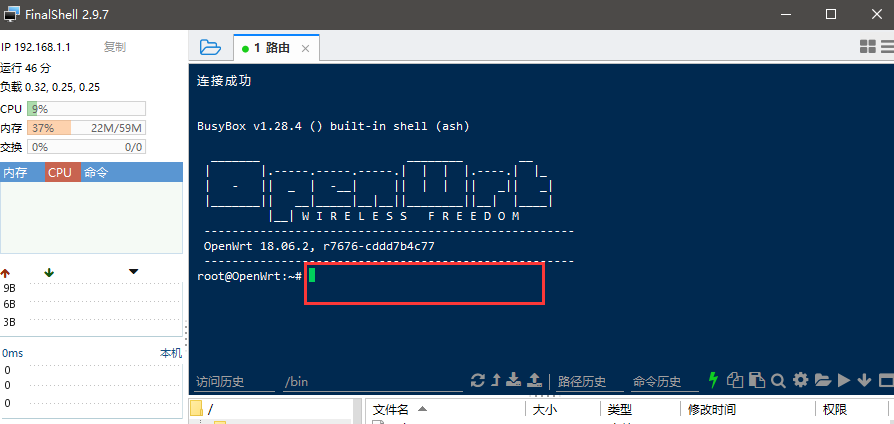 FinalShell 2.9.7
IP 192.168.1.1 复制
运行 46 分
负载 0.32, 0.25, 0.25
CPU 9%
内存 37% 22M/59M
交换 0% 0/0
内存 CPU 命令
9B
6B
3B
0ms 本机
0
0
0
1 路由
连接成功
BusyBox v1.28.4 () built-in shell (ash)
OpenWrt
W I R E L E S S F R E E D O M
OpenWrt 18.06.2, r7676-cddd7b4c77
root@OpenWrt:~#
访问历史 /bin 路径历史 命令历史
/
文件名 大小 类型 修改时间 权限